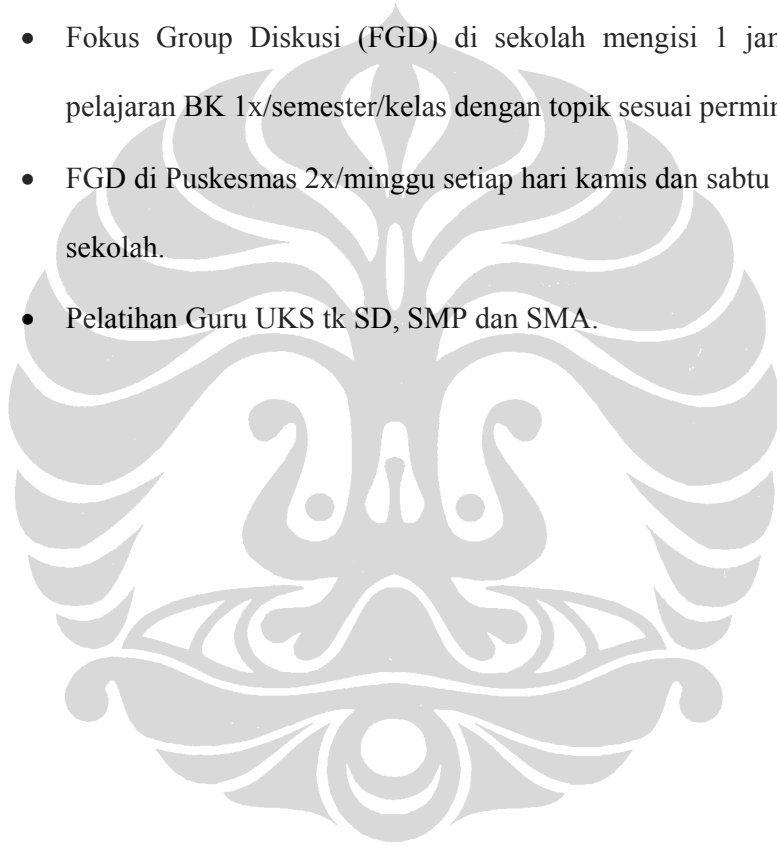 • Fokus Group Diskusi (FGD) di sekolah mengisi 1 jam
pelajaran BK 1x/semester/kelas dengan topik sesuai
• FGD di Puskesmas 2x/minggu setiap hari kamis dan sabtu
sekolah.
• Pelatihan Guru UKS tk SD, SMP dan SMA.